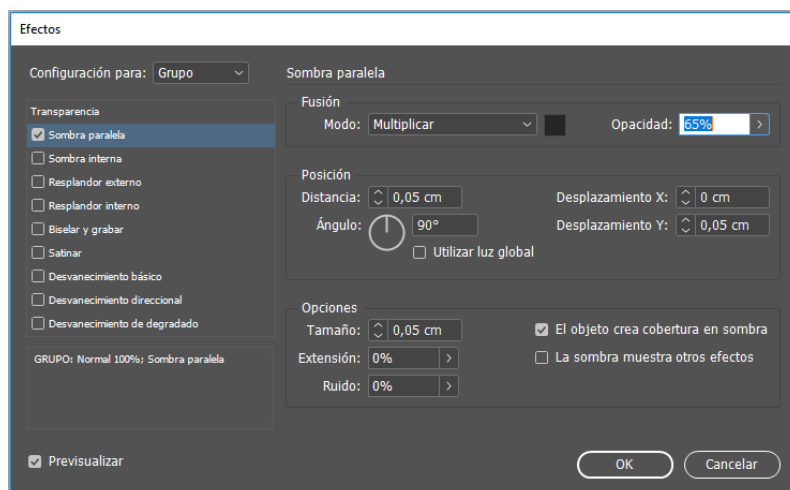 Efectos
Configuración para: Grupo
Transparencia
Sombra paralela
Sombra interna
Resplandor externo
Resplandor interno
Biselar y grabar
Satinar
Desvanecimiento básico
Desvanecimiento direccional
Desvanecimiento de degradado
GRUPO: Normal 100%; Sombra paralela
Previsualizar
Sombra paralela
Fusión
Modo: Multiplicar Opacidad: 65%
Posición
Distancia: 0,05 cm Desplazamiento X: 0 cm
Ángulo: 90° Desplazamiento Y: 0,05 cm
Utilizar luz global
Opciones
Tamaño: 0,05 cm El objeto crea cobertura en sombra
Extensión: 0% La sombra muestra otros efectos
Ruido: 0%
OK Cancelar